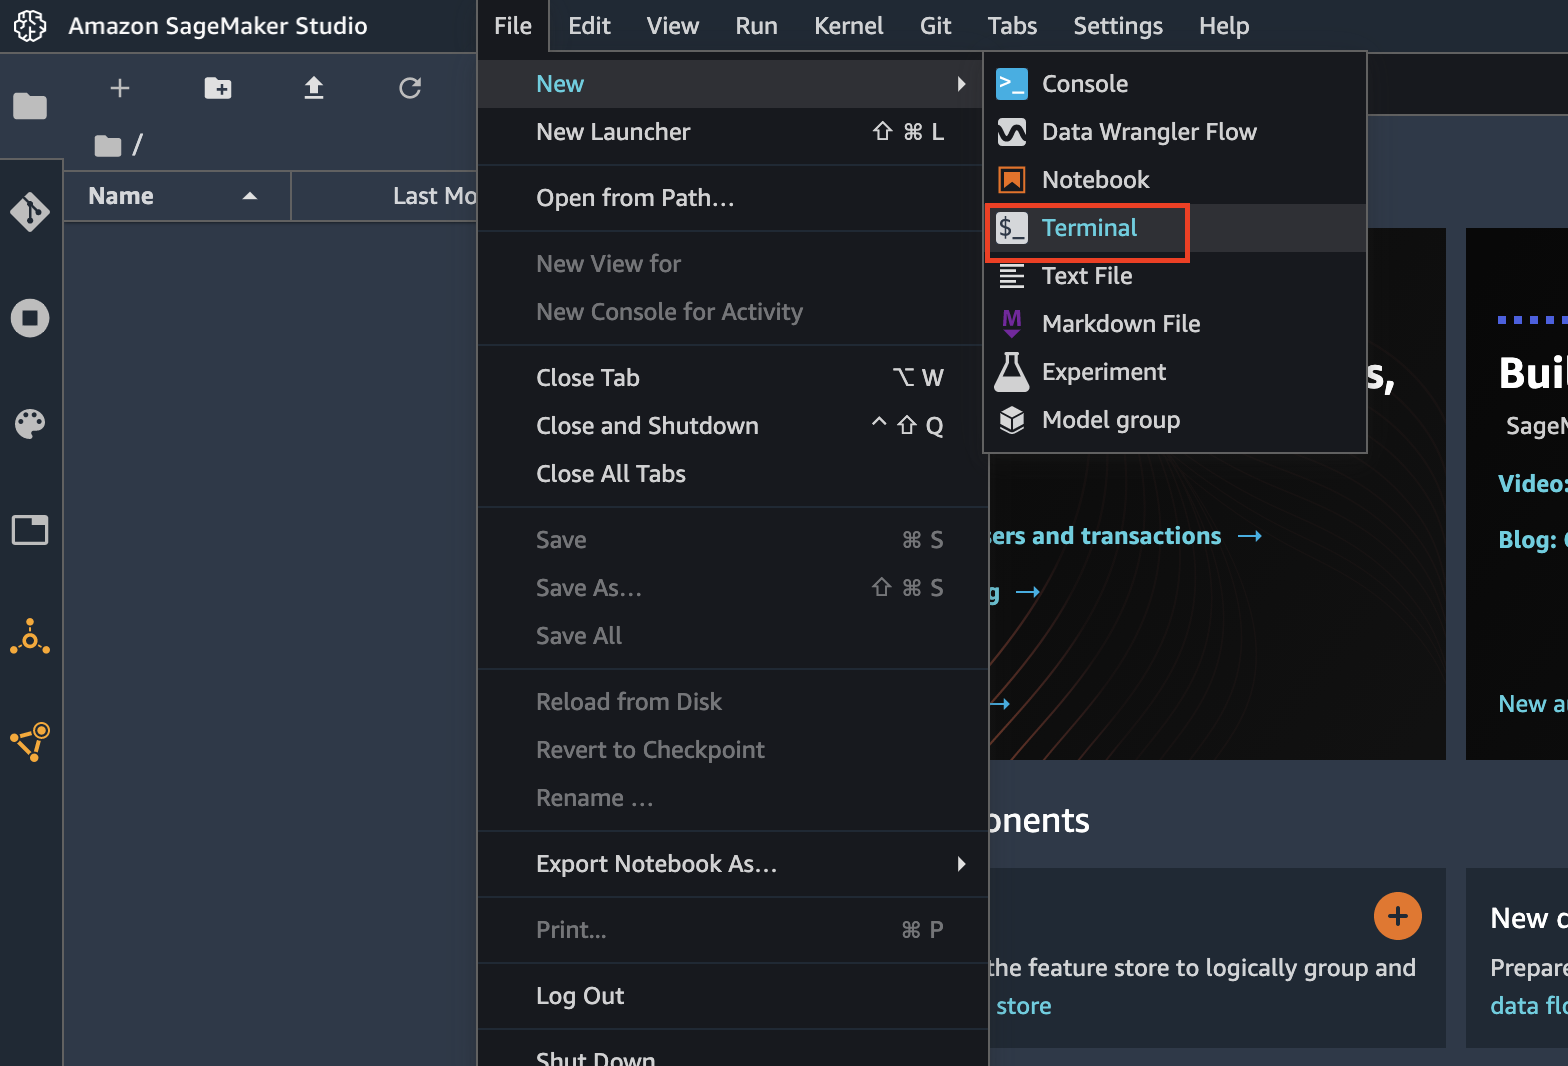 Amazon SageMaker Studio
File Edit View Run Kernel Git Tabs Settings Help
/
Name
Last Mo
New
New Launcher ⇧ ⌘ L
Open from Path…
New View for
New Console for Activity
Close Tab ⌥ W
Close and Shutdown ^ ⇧ Q
Close All Tabs
Save ⌘ S
Save As… ⇧ ⌘ S
Save All
Reload from Disk
Revert to Checkpoint
Rename …
Export Notebook As…
Print... ⌘ P
Log Out
Shut Down
>_ Console
Data Wrangler Flow
Notebook
$_ Terminal
Text File
M Markdown File
Experiment
Model group
s,
sers and transactions →
g →
→
onents
the feature store to logically group and
store
Buil
SageM
Video:
Blog:
New a
New c
Prepare
data flo